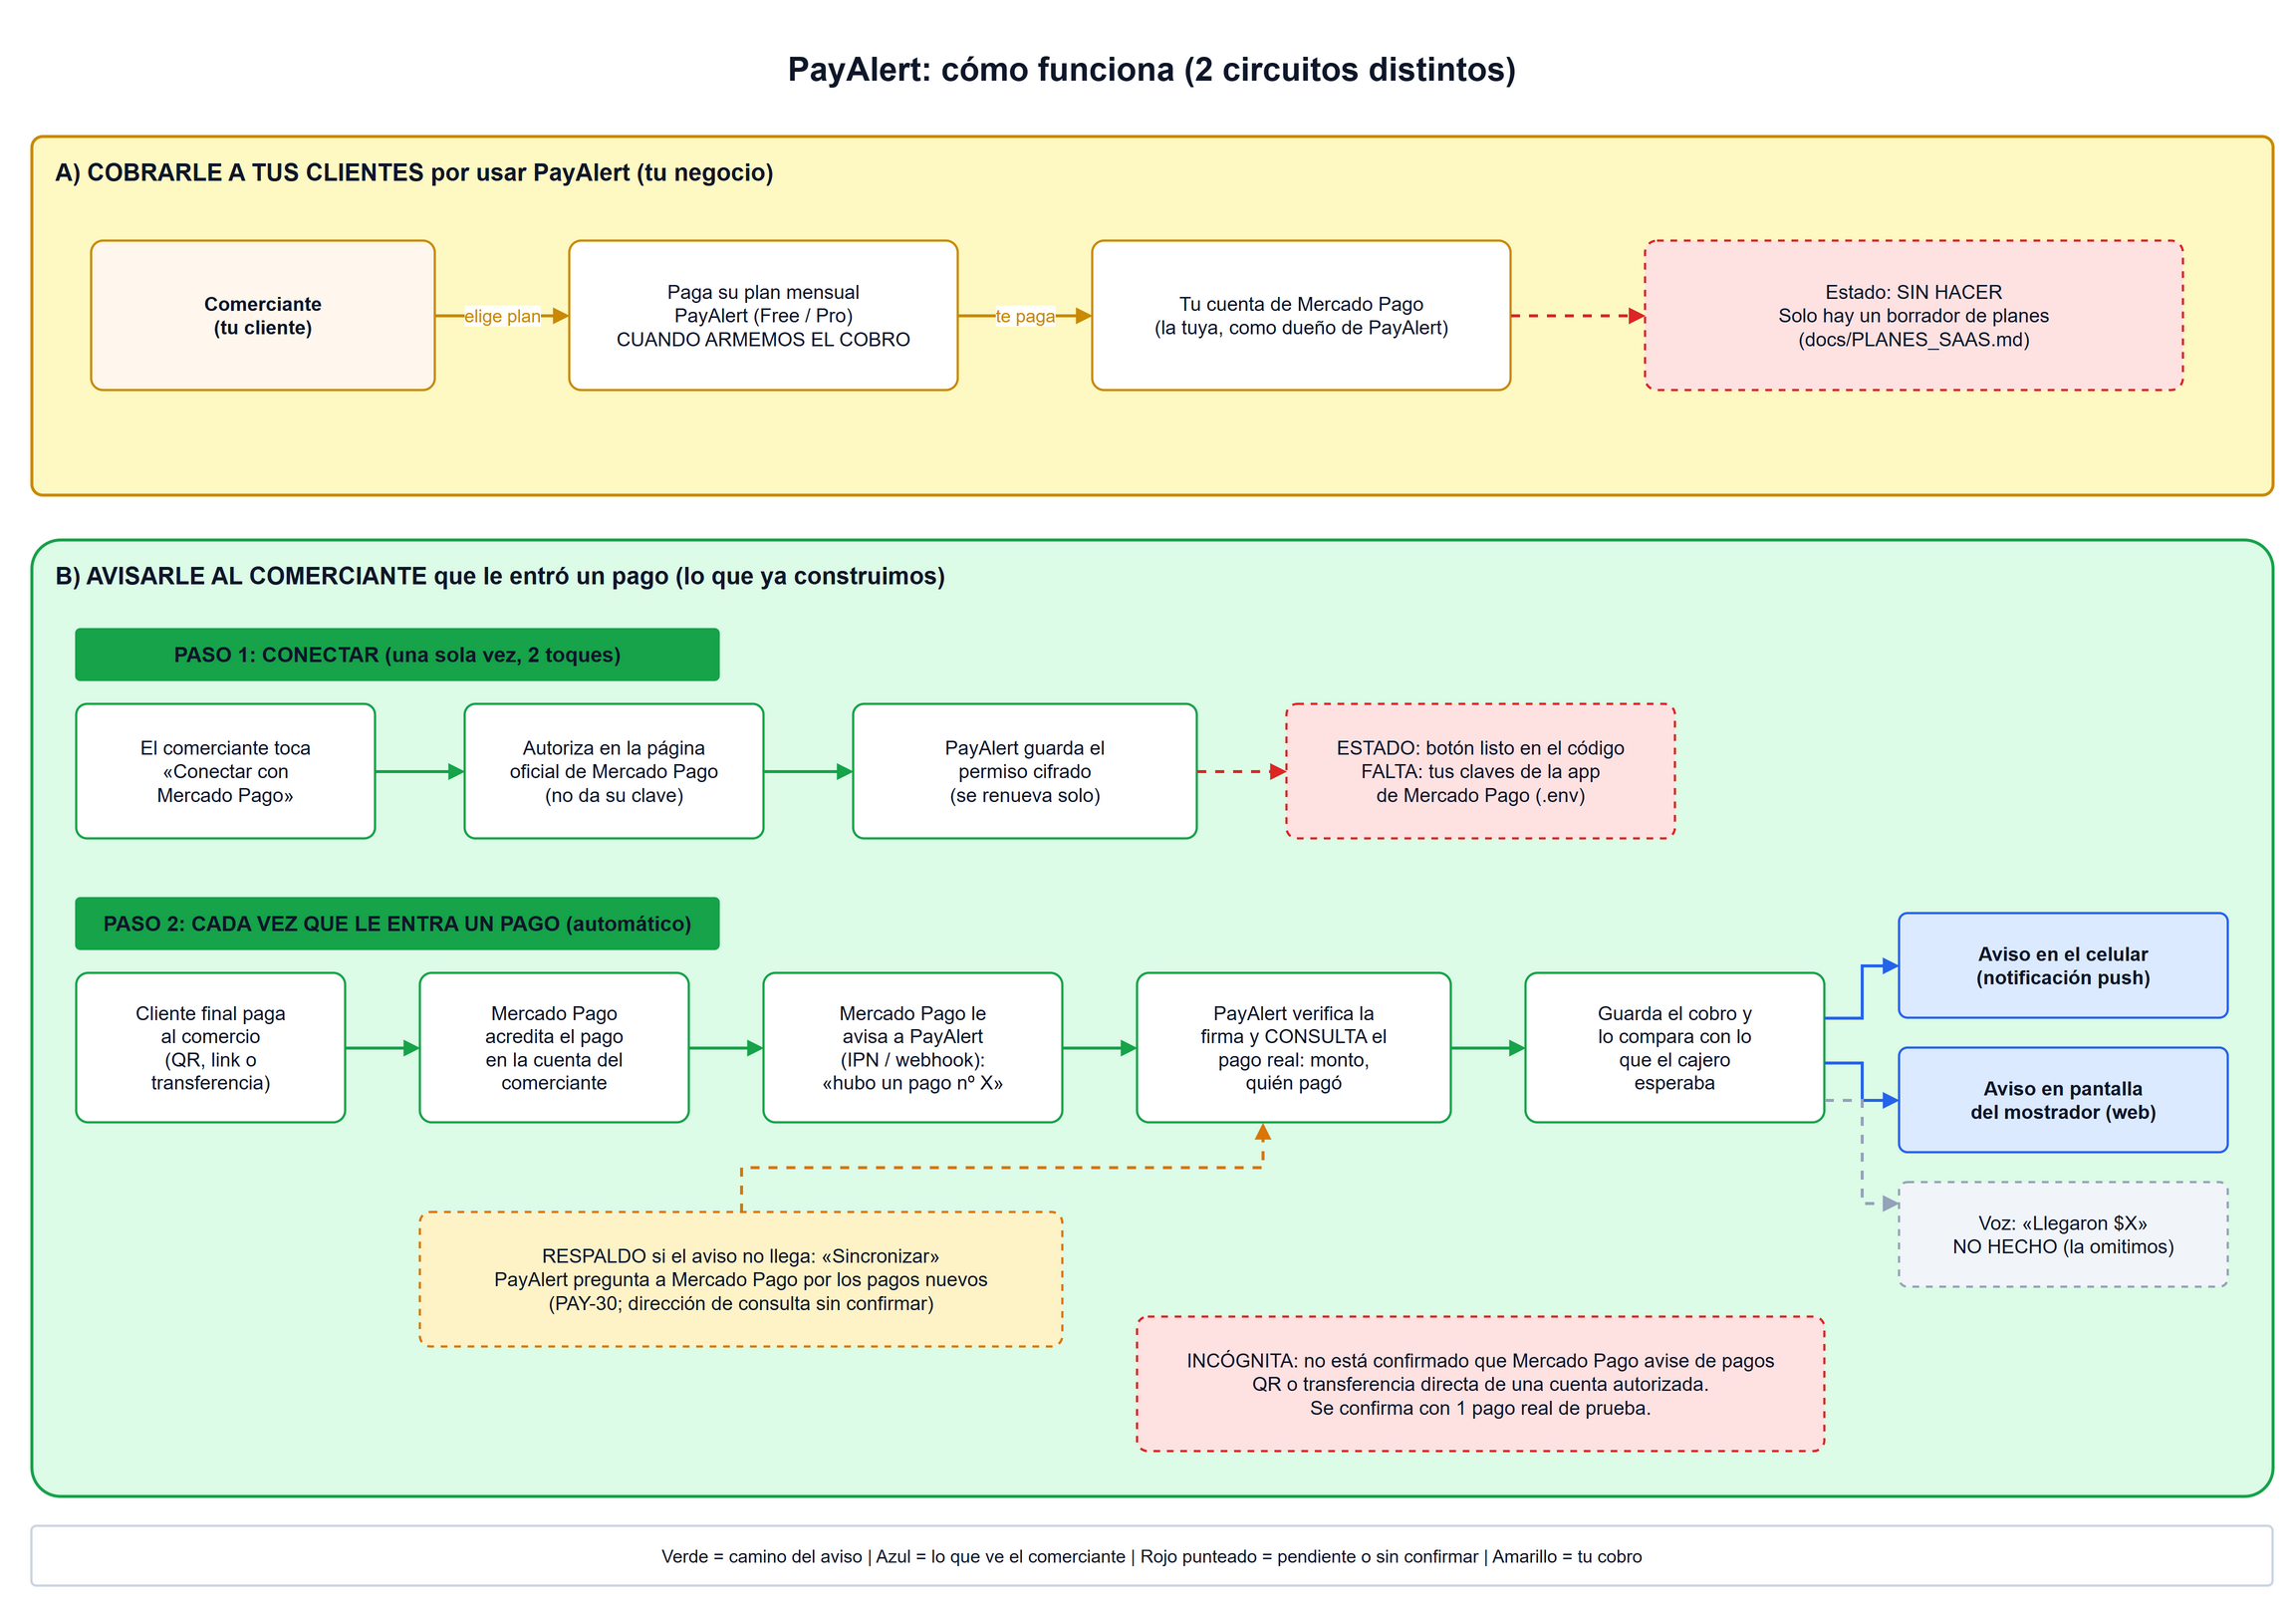 PayAlert: cómo funciona (2 circuitos distintos)
A) COBRARLE A TUS CLIENTES por usar PayAlert (tu negocio)
Comerciante
(tu cliente)
elige plan
Paga su plan mensual
PayAlert (Free / Pro)
CUANDO ARMEMOS EL COBRO
te paga
Tu cuenta de Mercado Pago
(la tuya, como dueño de PayAlert)
Estado: SIN HACER
Solo hay un borrador de planes
(docs/PLANES_SAAS.md)
B) AVISARLE AL COMERCIANTE que le entró un pago (lo que ya construimos)
PASO 1: CONECTAR (una sola vez, 2 toques)
El comerciante toca
«Conectar con
Mercado Pago»
Autoriza en la página
oficial de Mercado Pago
(no da su clave)
PayAlert guarda el
permiso cifrado
(se renueva solo)
ESTADO: botón listo en el código
FALTA: tus claves de la app
de Mercado Pago (.env)
PASO 2: CADA VEZ QUE LE ENTRA UN PAGO (automático)
Cliente final paga
al comercio
(QR, link o
transferencia)
Mercado Pago
acredita el pago
en la cuenta del
comerciante
Mercado Pago le
avisa a PayAlert
(IPN / webhook):
«hubo un pago nº X»
PayAlert verifica la
firma y CONSULTA el
pago real: monto,
quién pagó
Guarda el cobro y
lo compara con lo
que el cajero
esperaba
Aviso en el celular
(notificación push)
Aviso en pantalla
del mostrador (web)
Voz: «Llegaron $X»
NO HECHO (la omitimos)
RESPALDO si el aviso no llega: «Sincronizar»
PayAlert pregunta a Mercado Pago por los pagos nuevos
(PAY-30; dirección de consulta sin confirmar)
INCÓGNITA: no está confirmado que Mercado Pago avise de pagos
QR o transferencia directa de una cuenta autorizada.
Se confirma con 1 pago real de prueba.
Verde = camino del aviso | Azul = lo que ve el comerciante | Rojo punteado = pendiente o sin confirmar | Amarillo = tu cobro